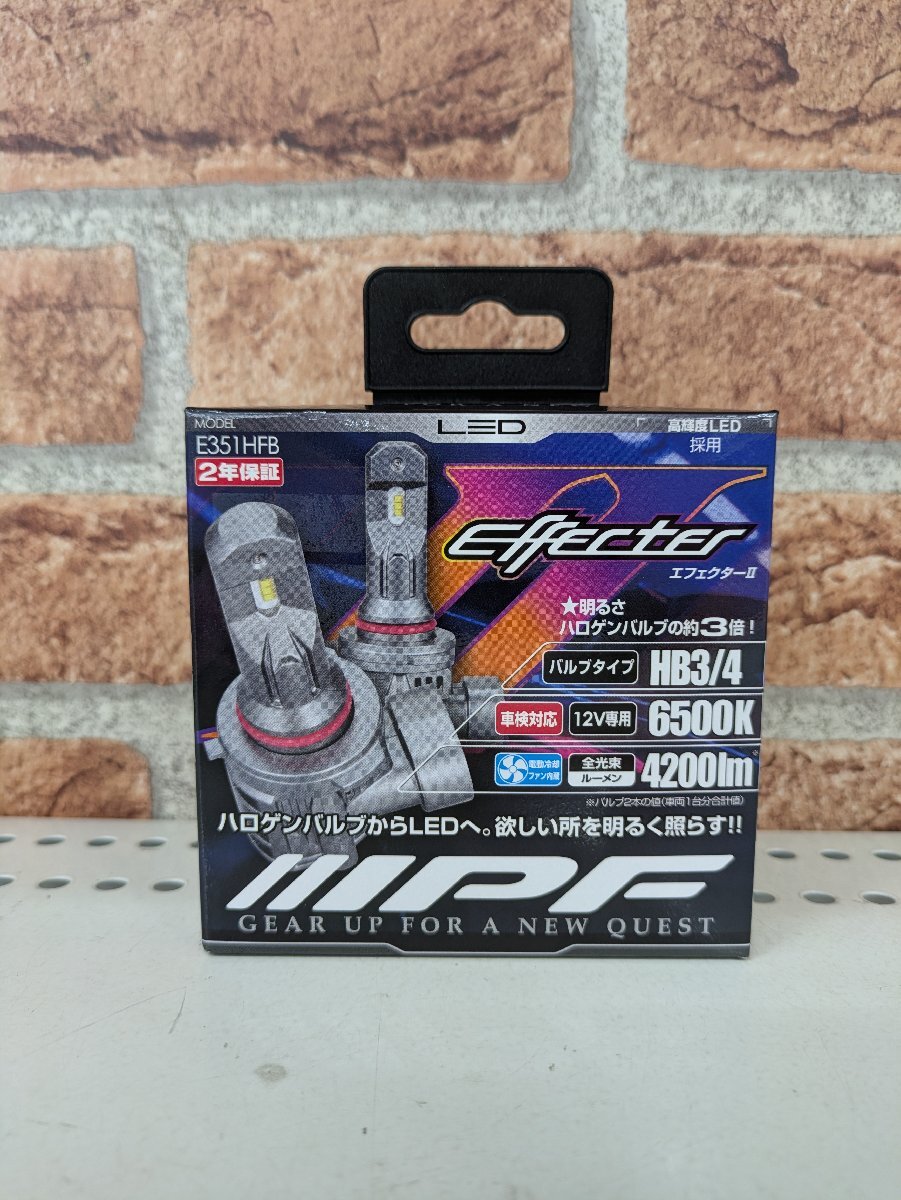 MODEL
E351HFB
2年保証
LED
高輝度LED
採用
Effecter
エフェクターII
★明るさ
ハロゲンバルブの約3倍!
バルブタイプ HB3/4
車検対応 12V専用 6500K
電動冷却
ファン内蔵
全光束
ルーメン
4200lm
※バルブ2本の値(車両1台分合計値)
ハロゲンバルブからLEDへ。欲しい所を明るく照らす!!
IPF
GEAR UP FOR A NEW QUEST